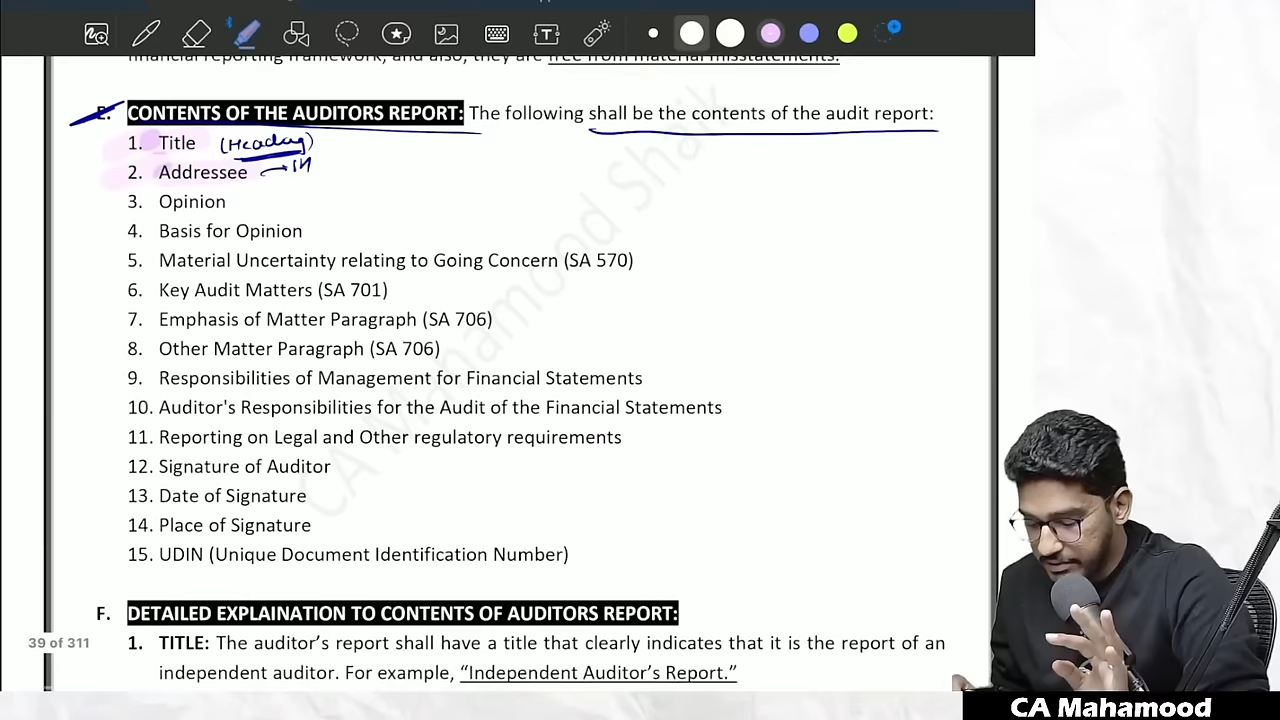 financial reporting framework, and also, they are free from material misstatements.
E. CONTENTS OF THE AUDITORS REPORT: The following shall be the contents of the audit report:
1. Title (Heading)
2. Addressee
3. Opinion
4. Basis for Opinion
5. Material Uncertainty relating to Going Concern (SA 570)
6. Key Audit Matters (SA 701)
7. Emphasis of Matter Paragraph (SA 706)
8. Other Matter Paragraph (SA 706)
9. Responsibilities of Management for Financial Statements
10. Auditor's Responsibilities for the Audit of the Financial Statements
11. Reporting on Legal and Other regulatory requirements
12. Signature of Auditor
13. Date of Signature
14. Place of Signature
15. UDIN (Unique Document Identification Number)
F. DETAILED EXPLAINATION TO CONTENTS OF AUDITORS REPORT:
39 of 311
1. TITLE: The auditor’s report shall have a title that clearly indicates that it is the report of an
independent auditor. For example, “Independent Auditor’s Report.”
CA Mahamood Shaik
CA Mahamood